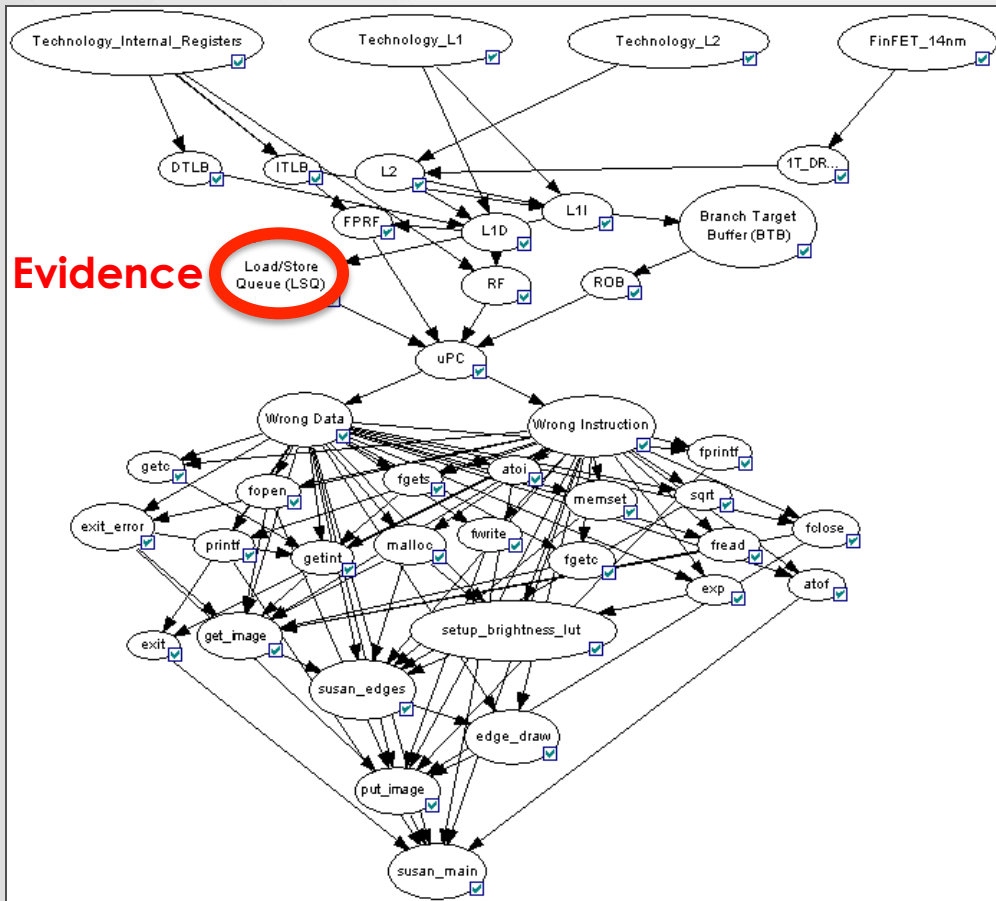 Technology_Internal_Registers
Technology_L1
Technology_L2
FinFET_14nm
DTLB
ITLB
L2
1T_DR...
FPRF
L1D
L1I
Branch Target
Buffer (BTB)
Evidence
Load/Store
Queue (LSQ)
RF
ROB
uPC
Wrong Data
Wrong Instruction
getc
fopen
fgets
atoi
memset
sqrt
fprintf
exit_error
printf
getint
malloc
fwrite
fgetc
fread
fclose
exp
atof
exit
get_image
setup_brightness_lut
susan_edges
edge_draw
put_image
susan_main